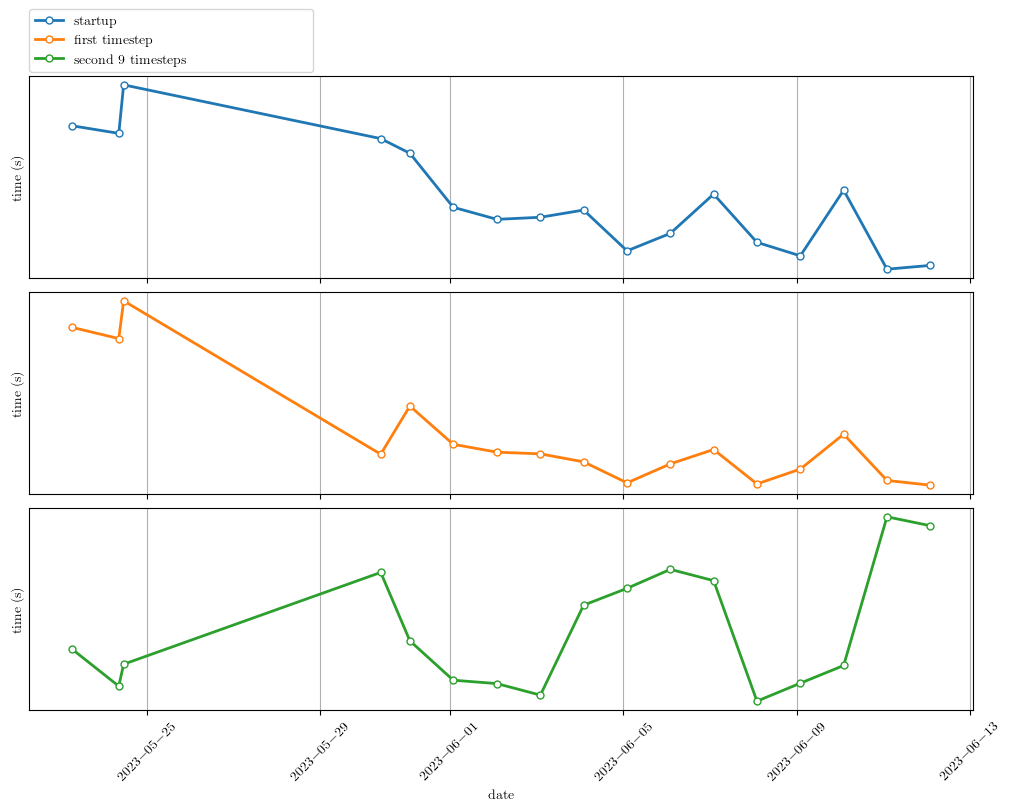 startup
first timestep
second 9 timesteps
time (s)
time (s)
time (s)
2023−05−25
2023−05−29
2023−06−01
2023−06−05
2023−06−09
2023−06−13
date